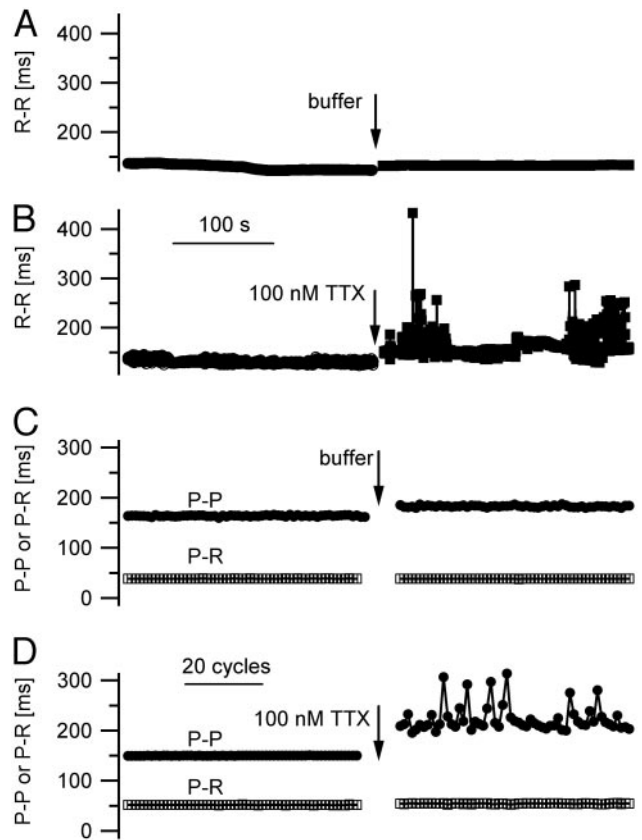 A
R-R [ms]
400
300
200
buffer
B
R-R [ms]
400
300
200
100
100 s
100 nM TTX
C
P-P or P-R [ms]
300
200
100
0
buffer
P-P
P-R
D
P-P or P-R [ms]
300
200
100
0
20 cycles
100 nM TTX
P-P
P-R